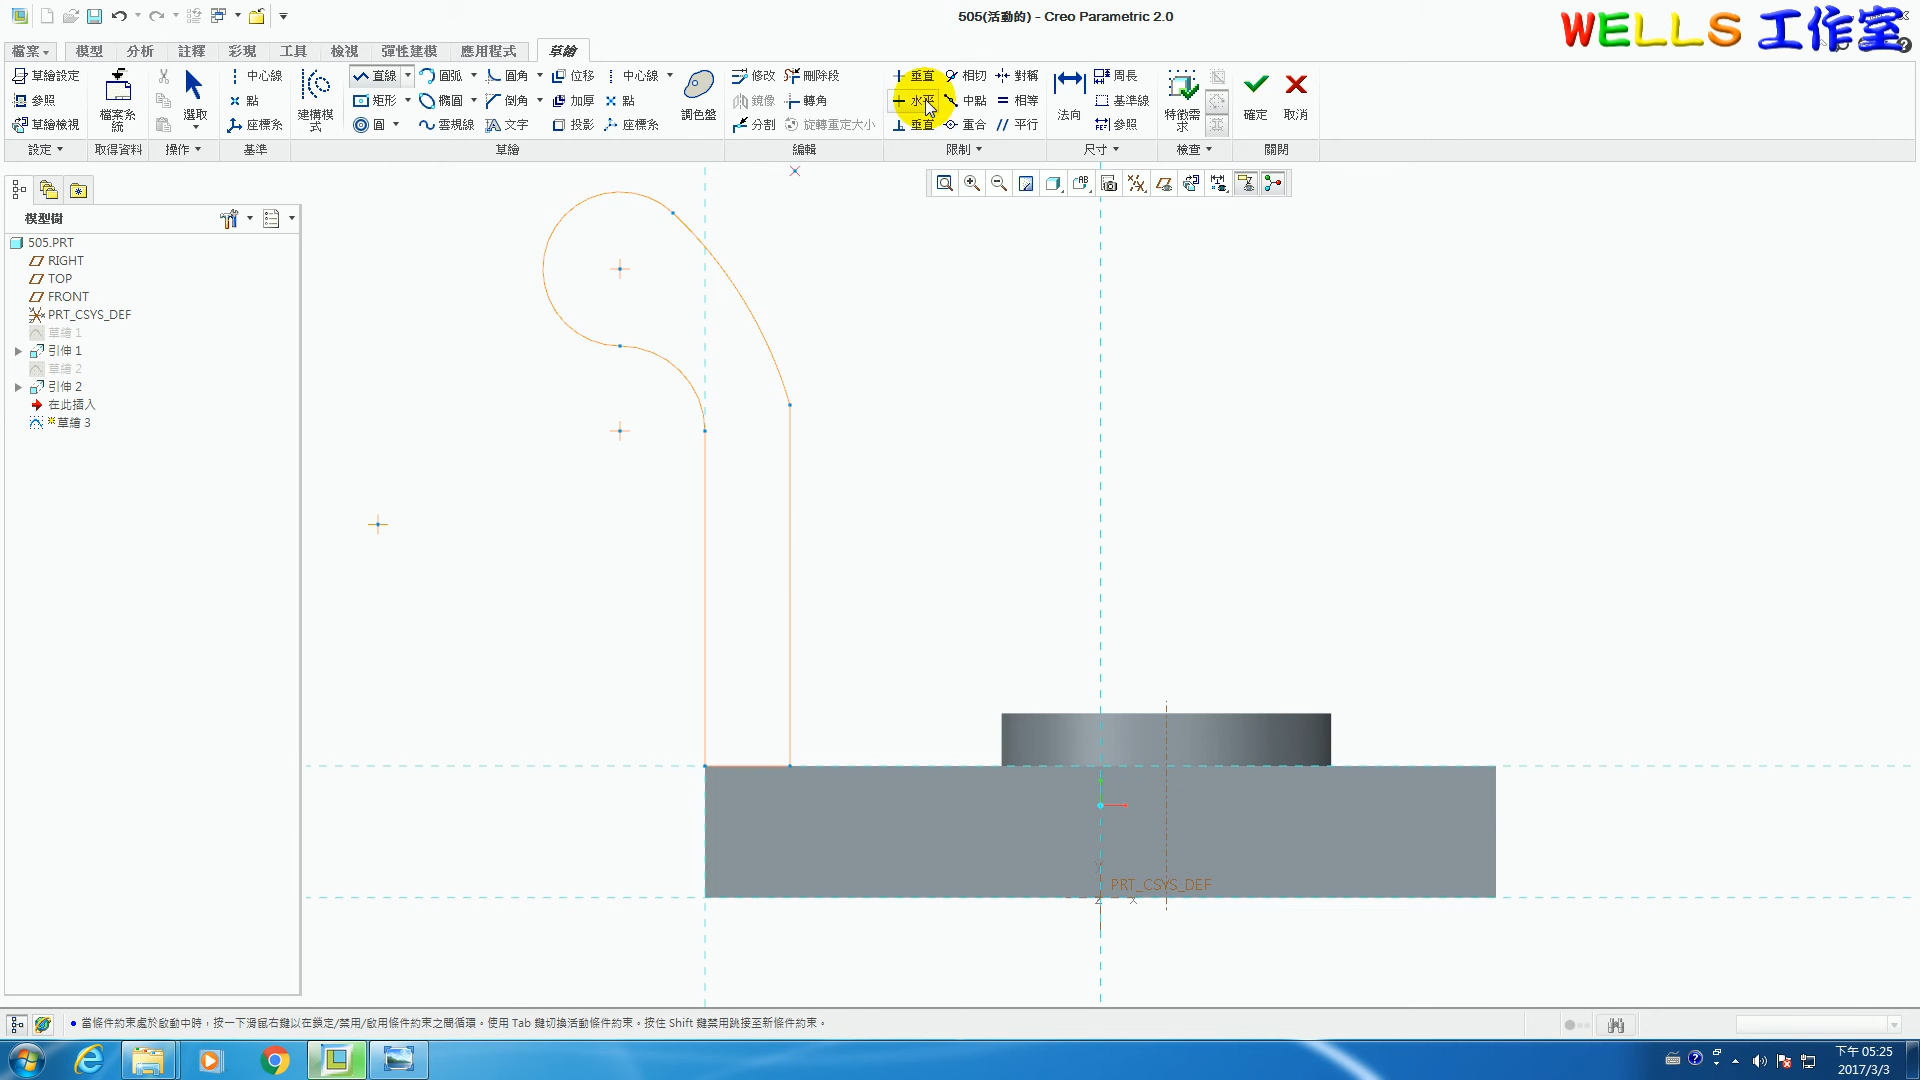 505(活動的) - Creo Parametric 2.0
WELLS 工作室
檔案 模型 分析 註釋 彩現 工具 檢視 彈性建模 應用程式 草繪
草繪設定 中心線 直線 圓弧 圓角 位移 中心線 修改 刪除段 垂直 相切 對稱 周長
參照 點 矩形 橢圓 倒角 加厚 點 鏡像 轉角 水平 中點 相等 基準線
草繪檢視 座標系 圓 雲規線 文字 投影 座標系 分割 旋轉重定大小 垂直 重合 平行 參照
檔案系統 選取 建構模式 調色盤 法向 特徵需求 確定 取消
設定 取得資料 操作 基準 草繪 編輯 限制 尺寸 檢查 關閉
模型樹
505.PRT
RIGHT
TOP
FRONT
PRT_CSYS_DEF
草繪 1
引伸 1
草繪 2
引伸 2
在此插入
草繪 3
Y
PRT_CSYS_DEF
Z X
當條件約束處於啟動中時，按一下滑鼠右鍵以在鎖定/禁用/啟用條件約束之間循環。使用 Tab 鍵切換活動條件約束。按住 Shift 鍵禁用跳接至新條件約束。
下午 05:25
2017/3/3